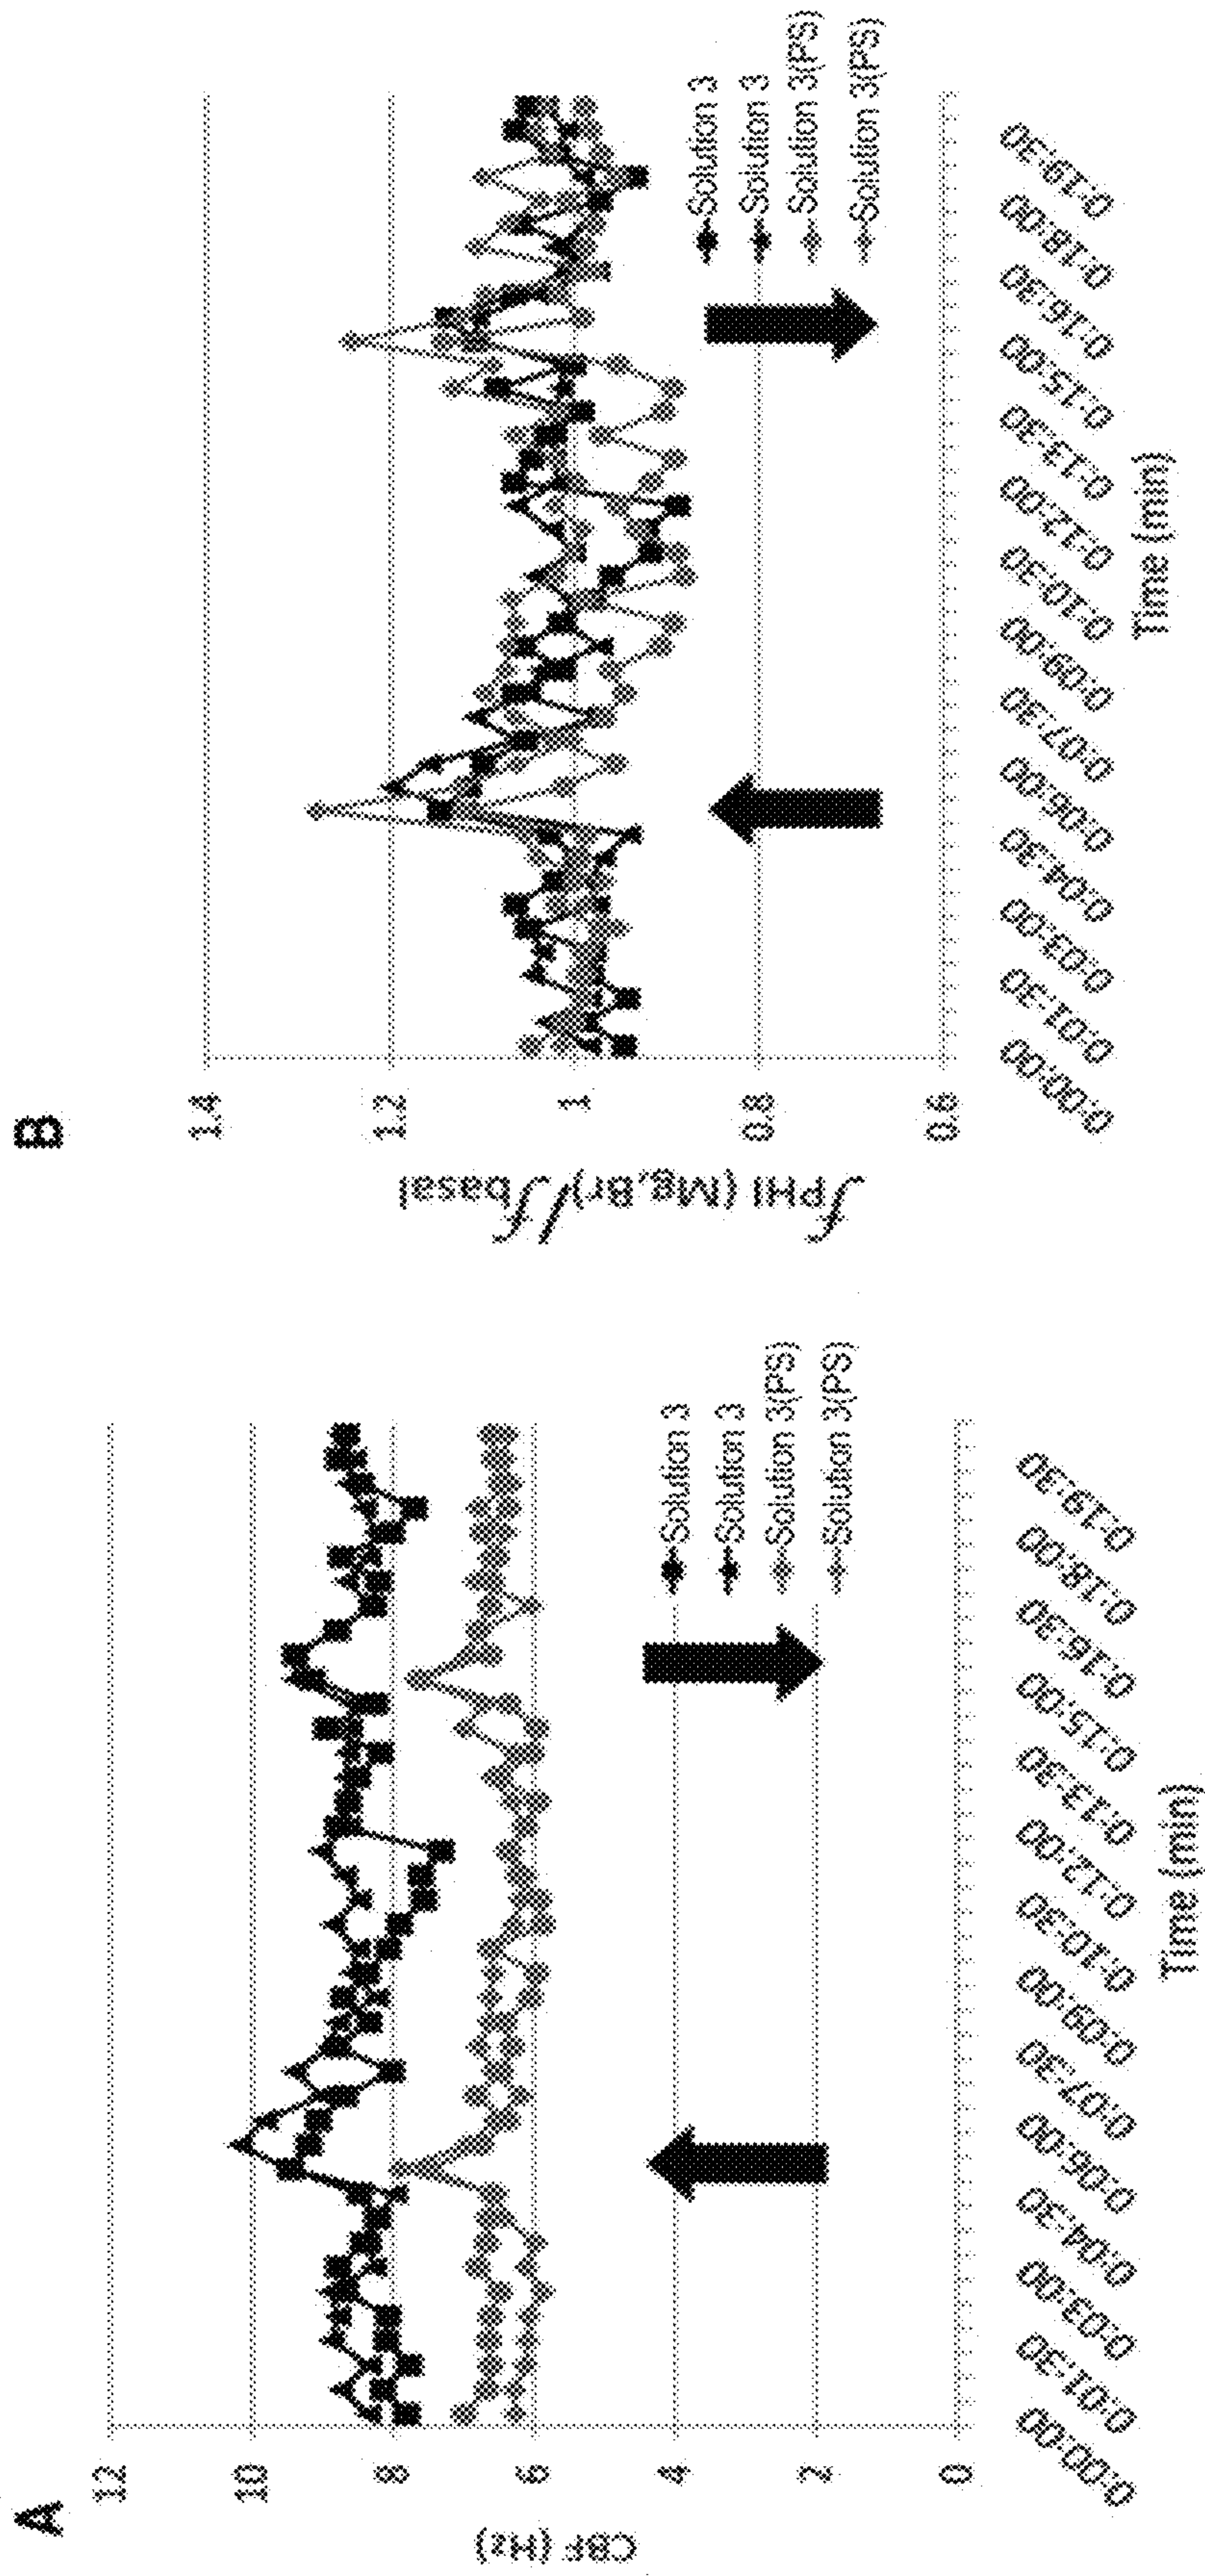 A
12
10
8
6
4
2
0
CBF (Hz)
Solution 3
Solution 3
Solution 3(PS)
Solution 3(PS)
0:00:00
0:01:30
0:03:00
0:04:30
0:06:00
0:07:30
0:09:00
0:10:30
0:12:00
0:13:30
0:15:00
0:16:30
0:18:00
0:19:30
Time (min)
B
1.4
1.2
1
0.8
0.6
fPHI (Mg,Br)/fbasal
Solution 3
Solution 3
Solution 3(PS)
Solution 3(PS)
0:00:00
0:01:30
0:03:00
0:04:30
0:06:00
0:07:30
0:09:00
0:10:30
0:12:00
0:13:30
0:15:00
0:16:30
0:18:00
0:19:30
Time (min)